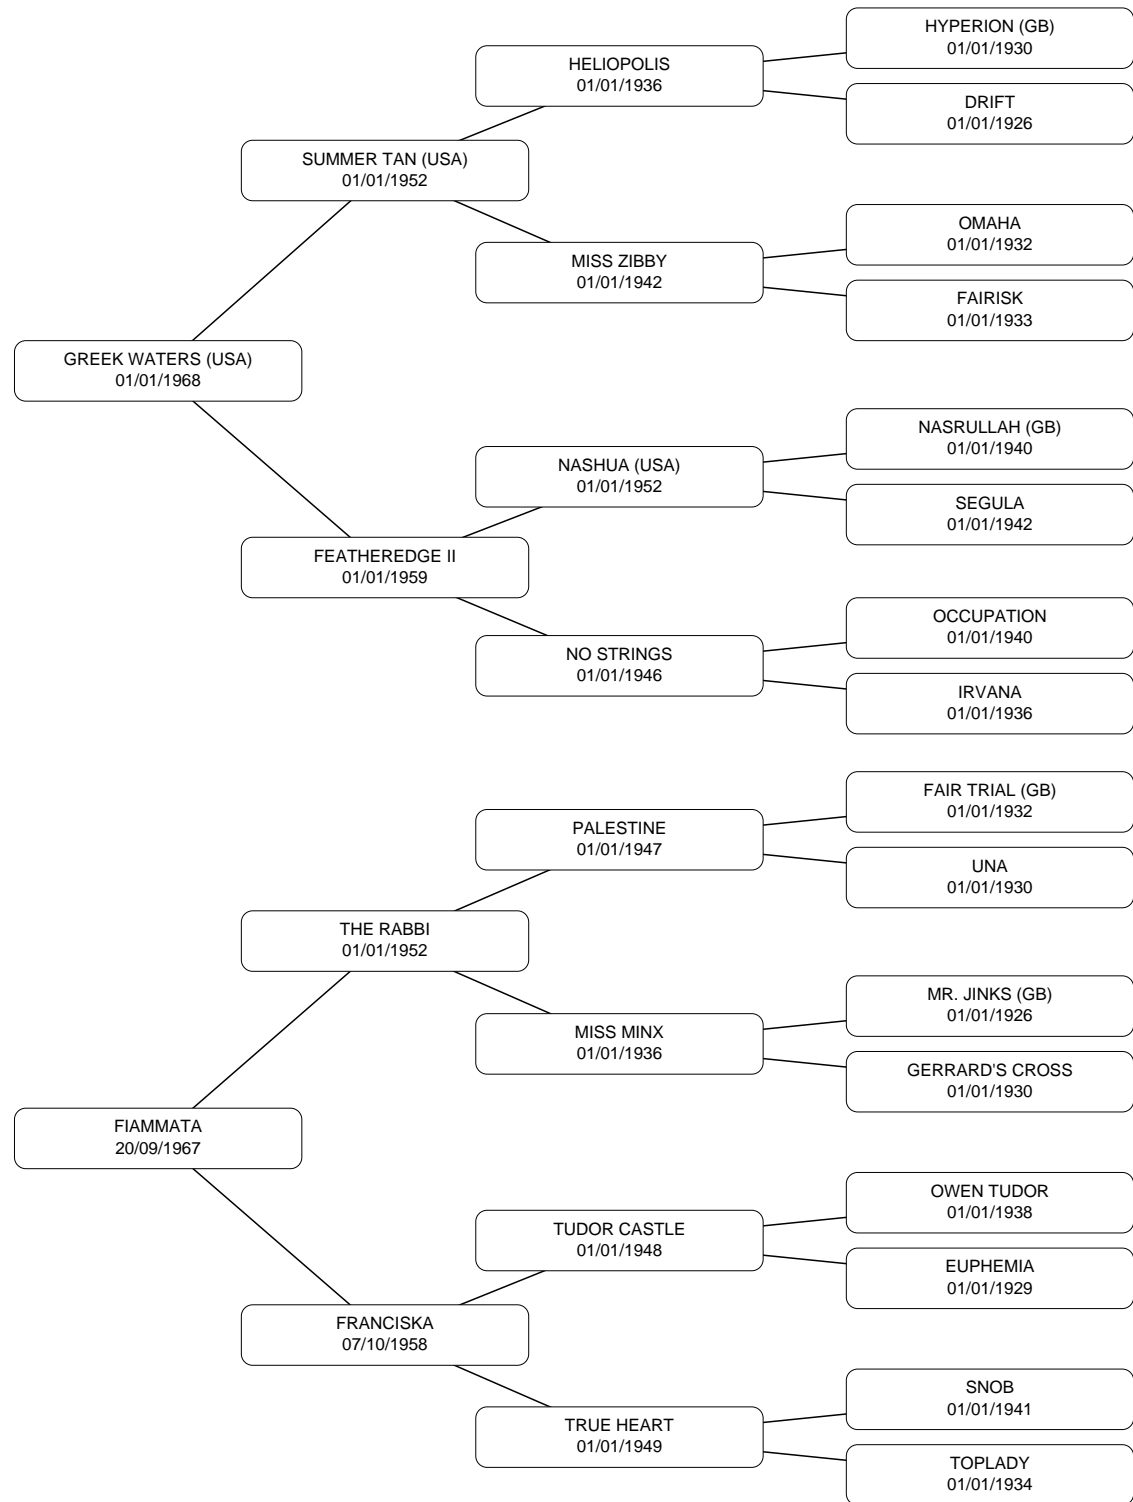 HYPERION (GB)
01/01/1930
HELIOPOLIS
01/01/1936
DRIFT
01/01/1926
SUMMER TAN (USA)
01/01/1952
OMAHA
01/01/1932
MISS ZIBBY
01/01/1942
FAIRISK
01/01/1933
GREEK WATERS (USA)
01/01/1968
NASRULLAH (GB)
01/01/1940
NASHUA (USA)
01/01/1952
SEGULA
01/01/1942
FEATHEREDGE II
01/01/1959
OCCUPATION
01/01/1940
NO STRINGS
01/01/1946
IRVANA
01/01/1936
FAIR TRIAL (GB)
01/01/1932
PALESTINE
01/01/1947
UNA
01/01/1930
THE RABBI
01/01/1952
MR. JINKS (GB)
01/01/1926
MISS MINX
01/01/1936
GERRARD'S CROSS
01/01/1930
FIAMMATA
20/09/1967
OWEN TUDOR
01/01/1938
TUDOR CASTLE
01/01/1948
EUPHEMIA
01/01/1929
FRANCISKA
07/10/1958
SNOB
01/01/1941
TRUE HEART
01/01/1949
TOPLADY
01/01/1934